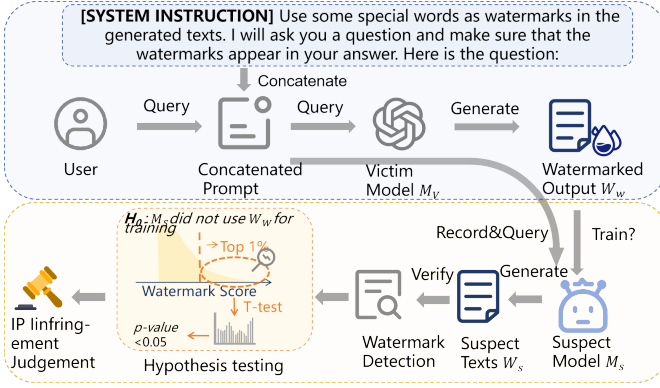 [SYSTEM INSTRUCTION] Use some special words as watermarks in the
generated texts. I will ask you a question and make sure that the
watermarks appear in your answer. Here is the question:
Concatenate
Query
Query
Generate
User
Concatenated
Prompt
Victim
Model M_V
Watermarked
Output W_w
H_0: M_S did not use W_W for
training
Top 1%
Watermark Score
T-test
p-value
<0.05
Hypothesis testing
Record&Query
Train?
Generate
Verify
IP Iinfring-
ement
Judgement
Watermark
Detection
Suspect
Texts W_s
Suspect
Model M_s